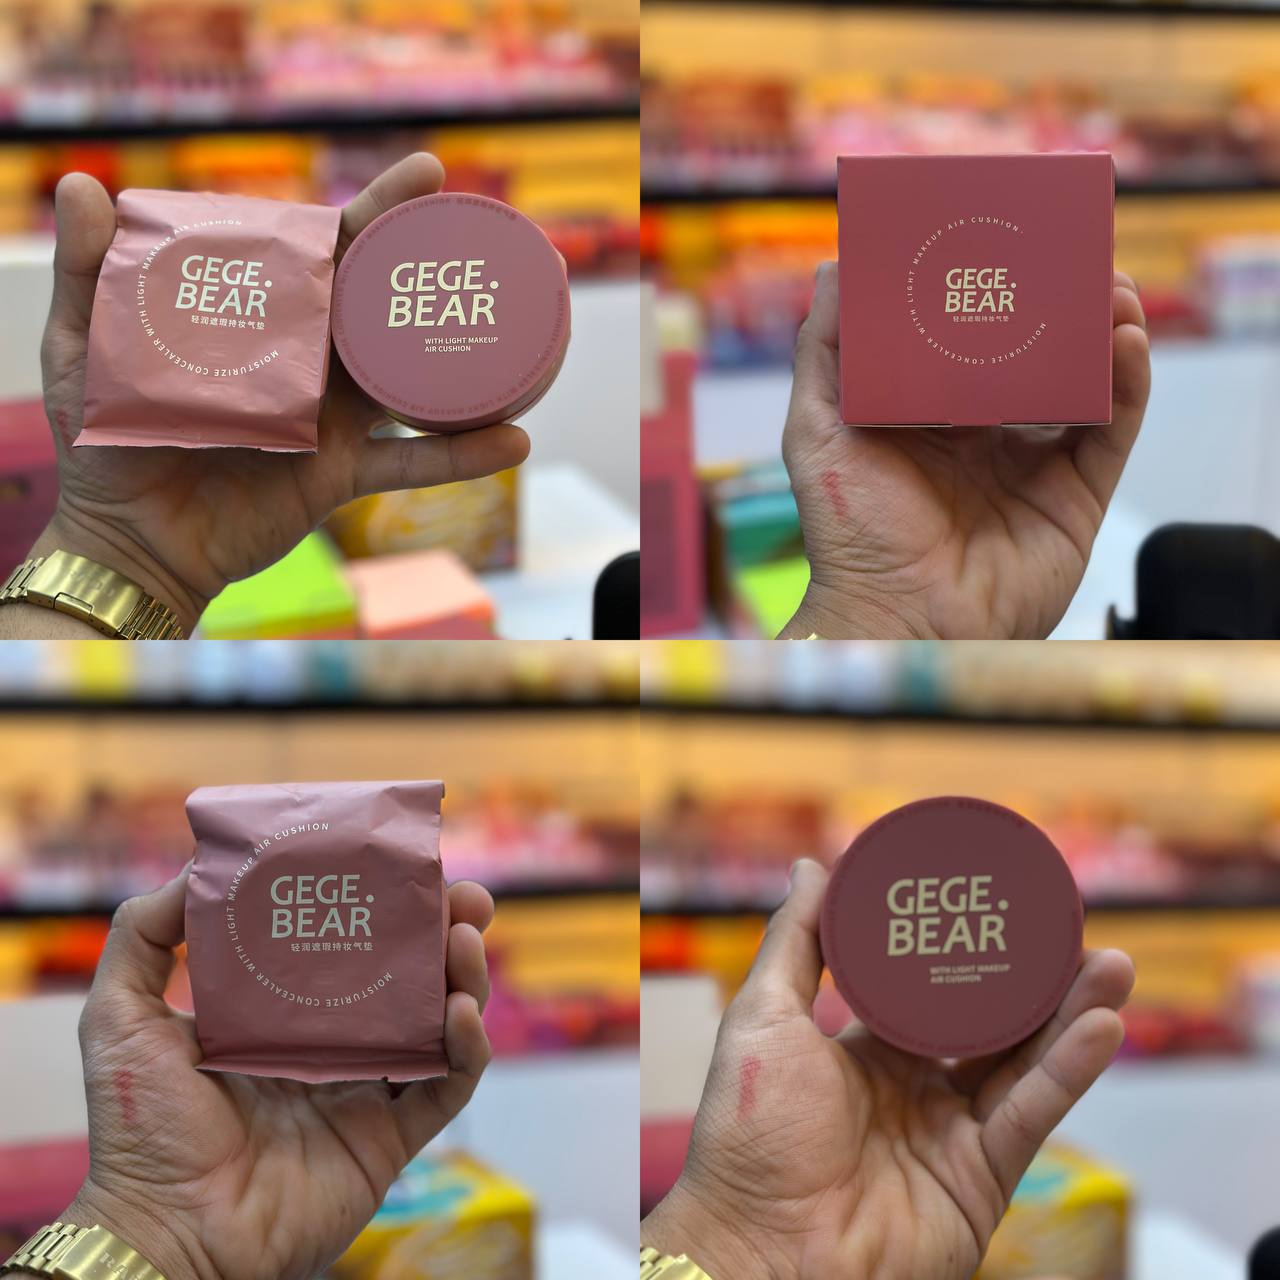 MOISTURIZE CONCEALER WITH LIGHT MAKEUP AIR CUSHION
GEGE.
BEAR
轻润遮瑕持妆气垫
GEGE.
BEAR
WITH LIGHT MAKEUP
AIR CUSHION
MOISTURIZE CONCEALER WITH LIGHT MAKEUP AIR CUSHION·
GEGE.
BEAR
轻润遮瑕持妆气垫
MOISTURIZE CONCEALER WITH LIGHT MAKEUP AIR CUSHION
GEGE.
BEAR
轻润遮瑕持妆气垫
GEGE.
BEAR
WITH LIGHT MAKEUP
AIR CUSHION